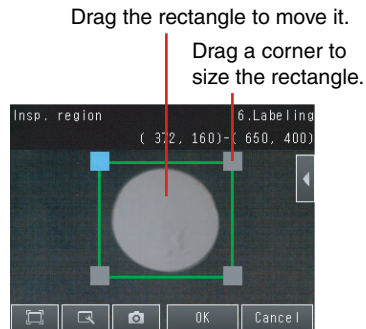 Drag the rectangle to move it.
Drag a corner to
size the rectangle.
Insp. region 6.Labeling
( 372, 160)-( 650, 400)
OK Cancel